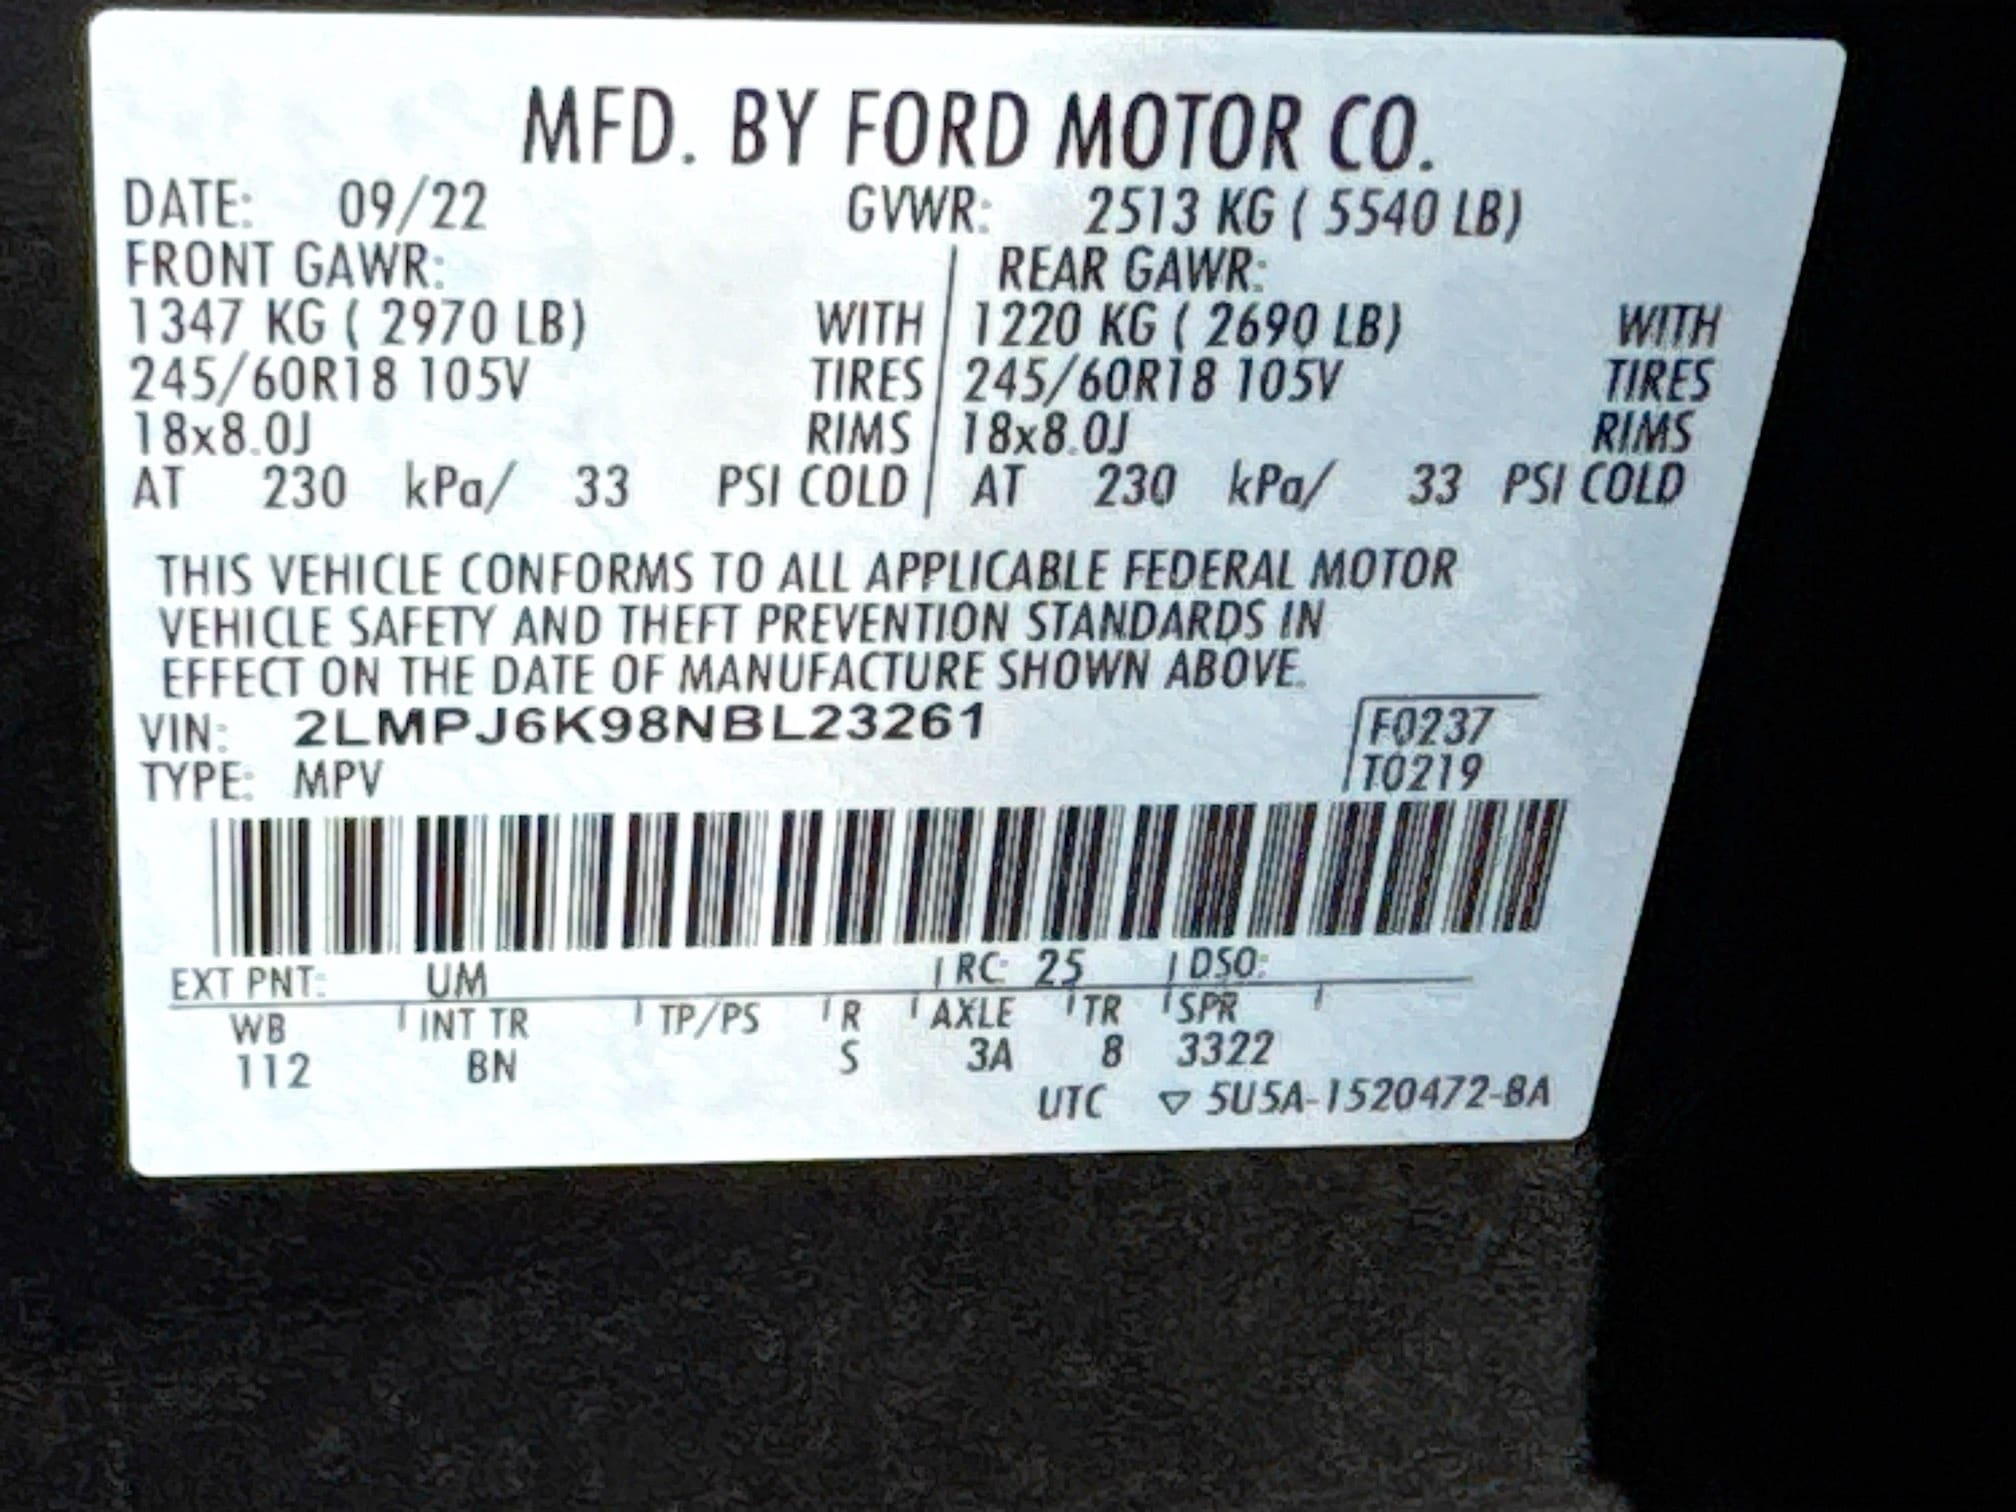 MFD. BY FORD MOTOR CO.
DATE: 09/22 GVWR: 2513 KG ( 5540 LB)
FRONT GAWR: REAR GAWR:
1347 KG ( 2970 LB) WITH 1220 KG ( 2690 LB) WITH
245/60R18 105V TIRES 245/60R18 105V TIRES
18x8.0J RIMS 18x8.0J RIMS
AT 230 kPa/ 33 PSI COLD AT 230 kPa/ 33 PSI COLD
THIS VEHICLE CONFORMS TO ALL APPLICABLE FEDERAL MOTOR
VEHICLE SAFETY AND THEFT PREVENTION STANDARDS IN
EFFECT ON THE DATE OF MANUFACTURE SHOWN ABOVE.
VIN: 2LMPJ6K98NBL23261 F0237
TYPE: MPV T0219
EXT PNT: UM RC: 25 DSO:
WB INT TR TP/PS R AXLE TR SPR
112 BN S 3A 8 3322
UTC ▽ 5U5A-1520472-BA